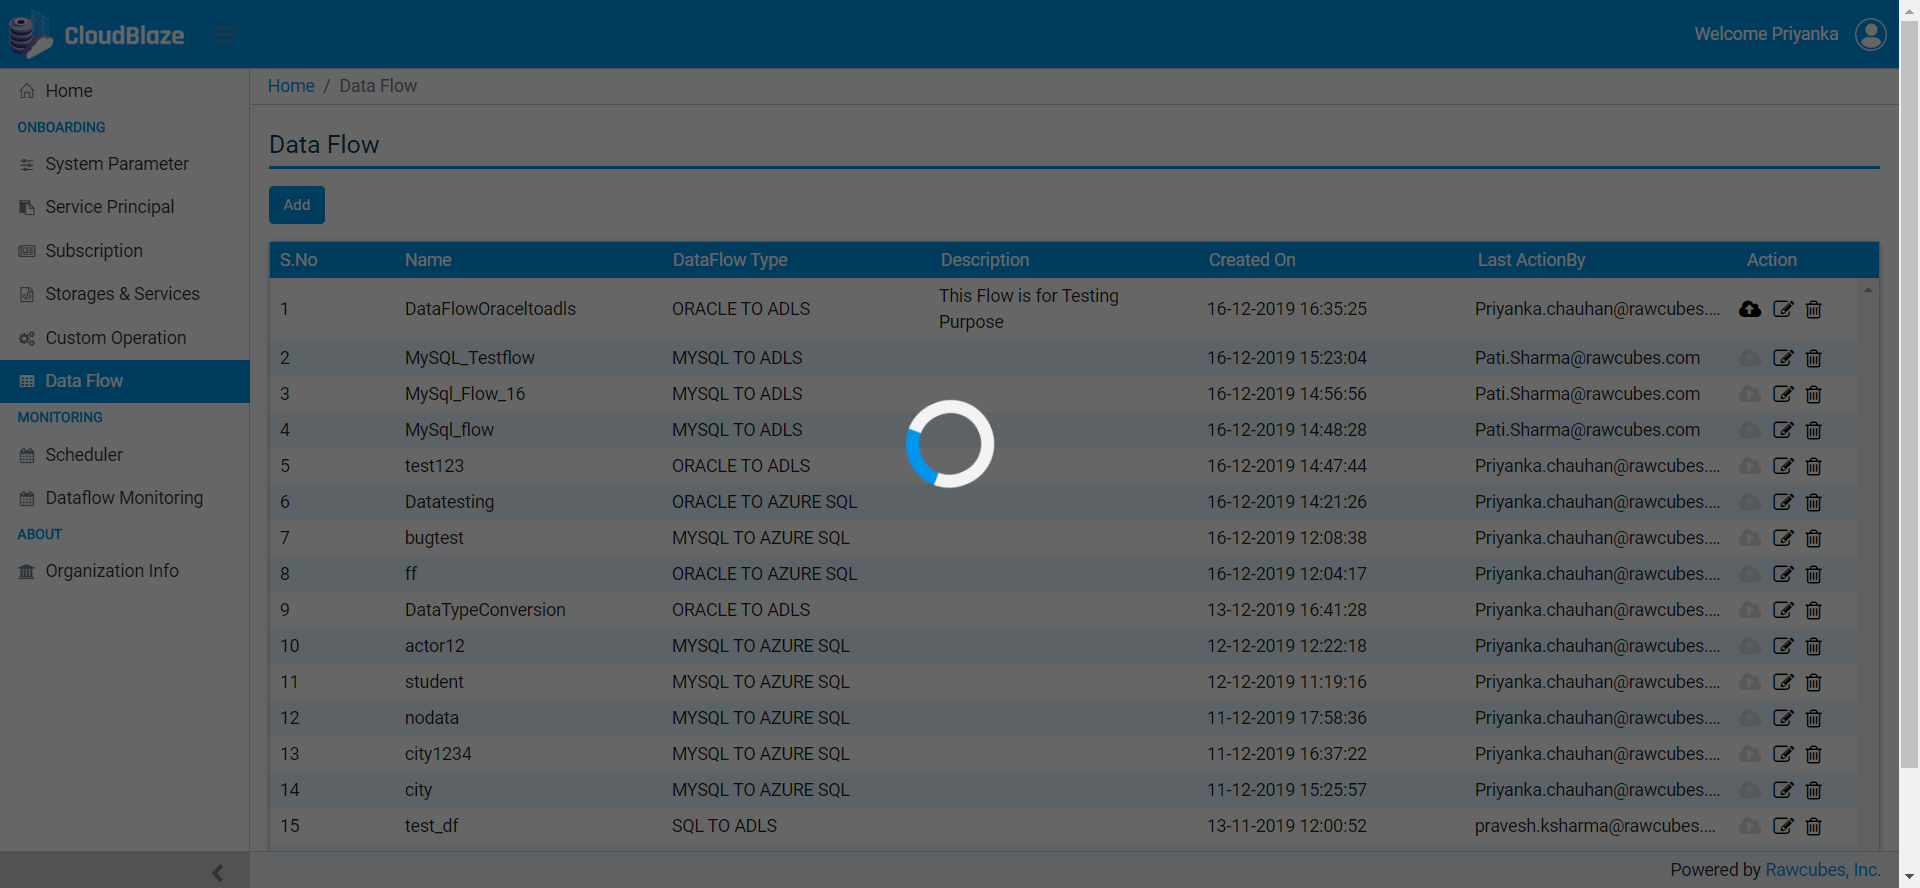 CloudBlaze
Welcome Priyanka
Home
ONBOARDING
System Parameter
Service Principal
Subscription
Storages & Services
Custom Operation
Data Flow
MONITORING
Scheduler
Dataflow Monitoring
ABOUT
Organization Info
Home / Data Flow
Data Flow
Add
S.No Name DataFlow Type Description Created On Last ActionBy Action
1 DataFlowOraceltoadls ORACLE TO ADLS This Flow is for Testing Purpose 16-12-2019 16:35:25 Priyanka.chauhan@rawcubes....
2 MySQL_Testflow MYSQL TO ADLS 16-12-2019 15:23:04 Pati.Sharma@rawcubes.com
3 MySql_Flow_16 MYSQL TO ADLS 16-12-2019 14:56:56 Pati.Sharma@rawcubes.com
4 MySql_flow MYSQL TO ADLS 16-12-2019 14:48:28 Pati.Sharma@rawcubes.com
5 test123 ORACLE TO ADLS 16-12-2019 14:47:44 Priyanka.chauhan@rawcubes....
6 Datatesting ORACLE TO AZURE SQL 16-12-2019 14:21:26 Priyanka.chauhan@rawcubes....
7 bugtest MYSQL TO AZURE SQL 16-12-2019 12:08:38 Priyanka.chauhan@rawcubes....
8 ff ORACLE TO AZURE SQL 16-12-2019 12:04:17 Priyanka.chauhan@rawcubes....
9 DataTypeConversion ORACLE TO ADLS 13-12-2019 16:41:28 Priyanka.chauhan@rawcubes....
10 actor12 MYSQL TO AZURE SQL 12-12-2019 12:22:18 Priyanka.chauhan@rawcubes....
11 student MYSQL TO AZURE SQL 12-12-2019 11:19:16 Priyanka.chauhan@rawcubes....
12 nodata MYSQL TO AZURE SQL 11-12-2019 17:58:36 Priyanka.chauhan@rawcubes....
13 city1234 MYSQL TO AZURE SQL 11-12-2019 16:37:22 Priyanka.chauhan@rawcubes....
14 city MYSQL TO AZURE SQL 11-12-2019 15:25:57 Priyanka.chauhan@rawcubes....
15 test_df SQL TO ADLS 13-11-2019 12:00:52 pravesh.ksharma@rawcubes....
Powered by Rawcubes, Inc.